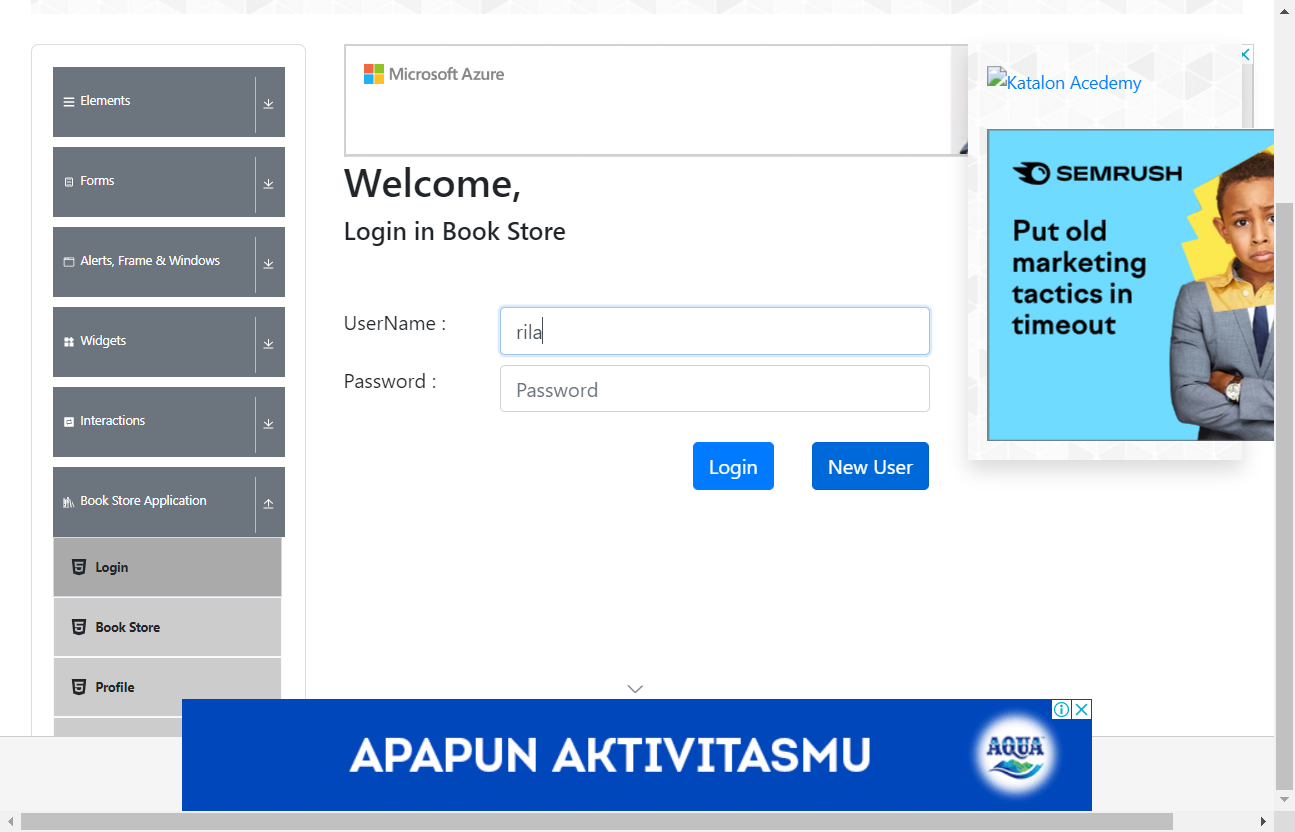 Elements
Forms
Alerts, Frame & Windows
Widgets
Interactions
Book Store Application
Login
Book Store
Profile
Microsoft Azure
Welcome,
Login in Book Store
UserName :
rila
Password :
Password
Login
New User
Katalon Acedemy
SEMRUSH
Put old
marketing
tactics in
timeout
APAPUN AKTIVITASMU
AQUA